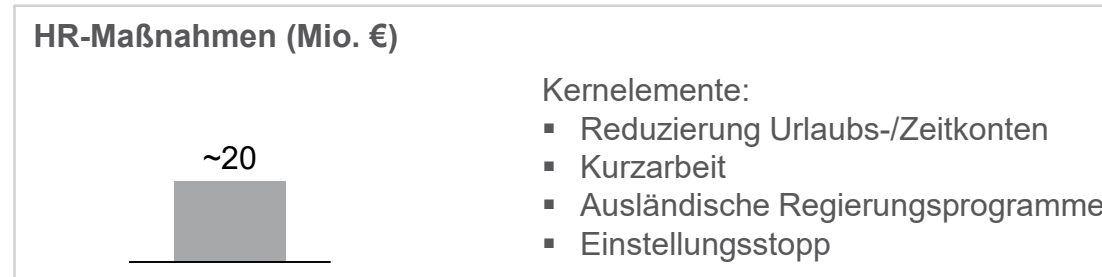 HR-Maßnahmen (Mio. €)
~20
Kernelemente:
▪ Reduzierung Urlaubs-/Zeitkonten
▪ Kurzarbeit
▪ Ausländische Regierungsprogramme
▪ Einstellungsstopp